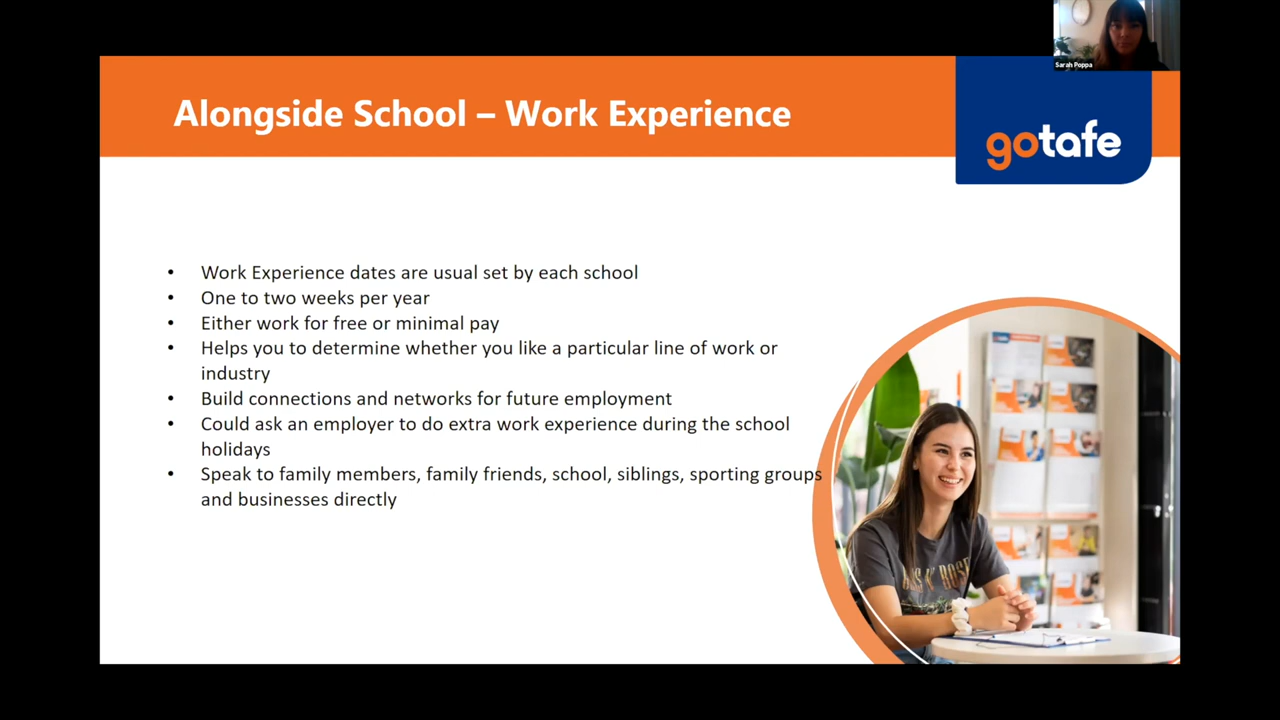 Sarah Poppa
Alongside School – Work Experience
gotafe
• Work Experience dates are usual set by each school
• One to two weeks per year
• Either work for free or minimal pay
• Helps you to determine whether you like a particular line of work or
industry
• Build connections and networks for future employment
• Could ask an employer to do extra work experience during the school
holidays
• Speak to family members, family friends, school, siblings, sporting groups
and businesses directly